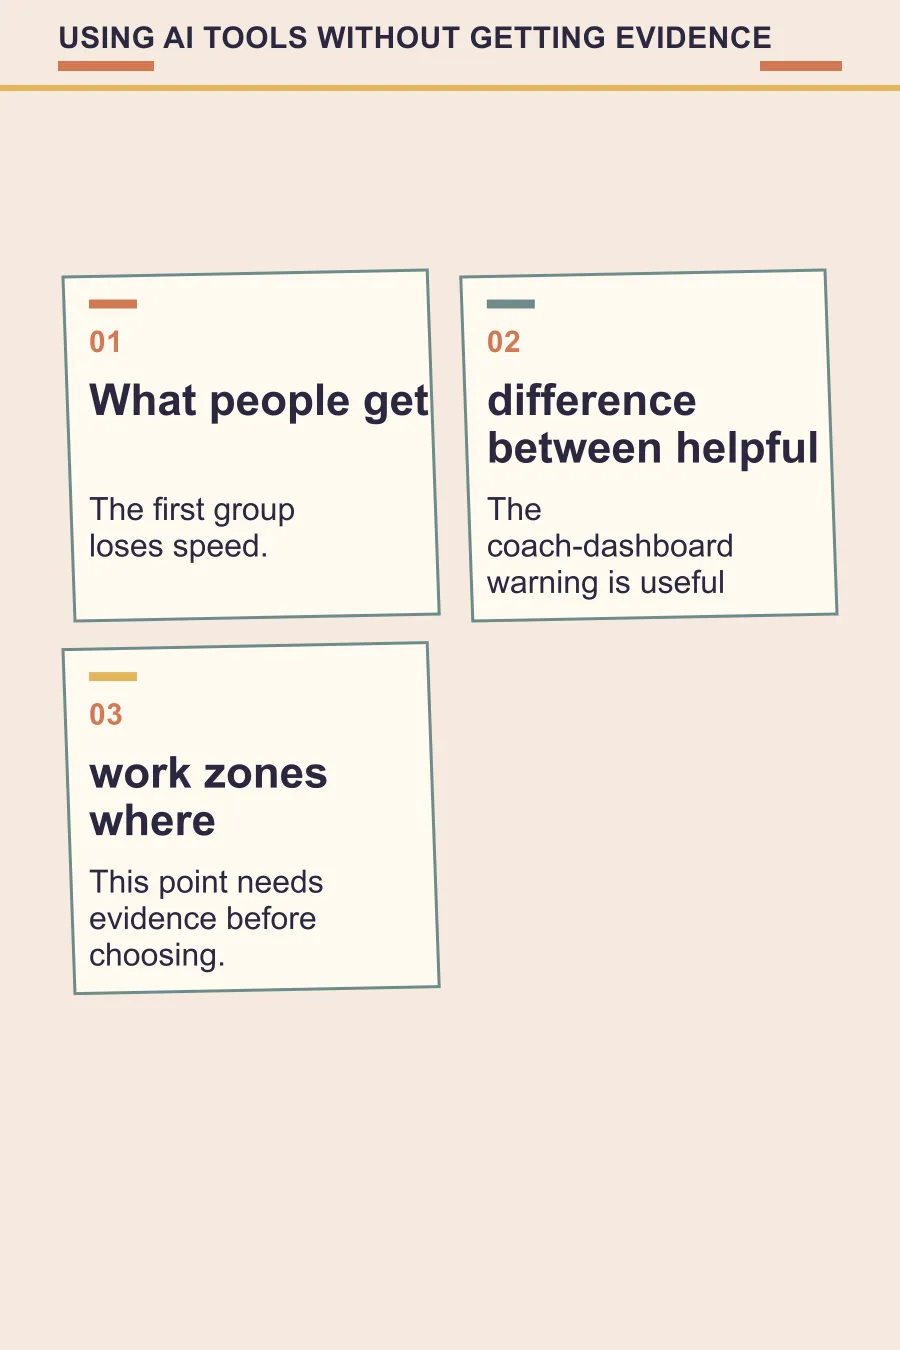 USING AI TOOLS WITHOUT GETTING EVIDENCE
01
What people get
The first group
loses speed.
02
difference
between helpful
The
coach-dashboard
warning is useful
03
work zones
where
This point needs
evidence before
choosing.